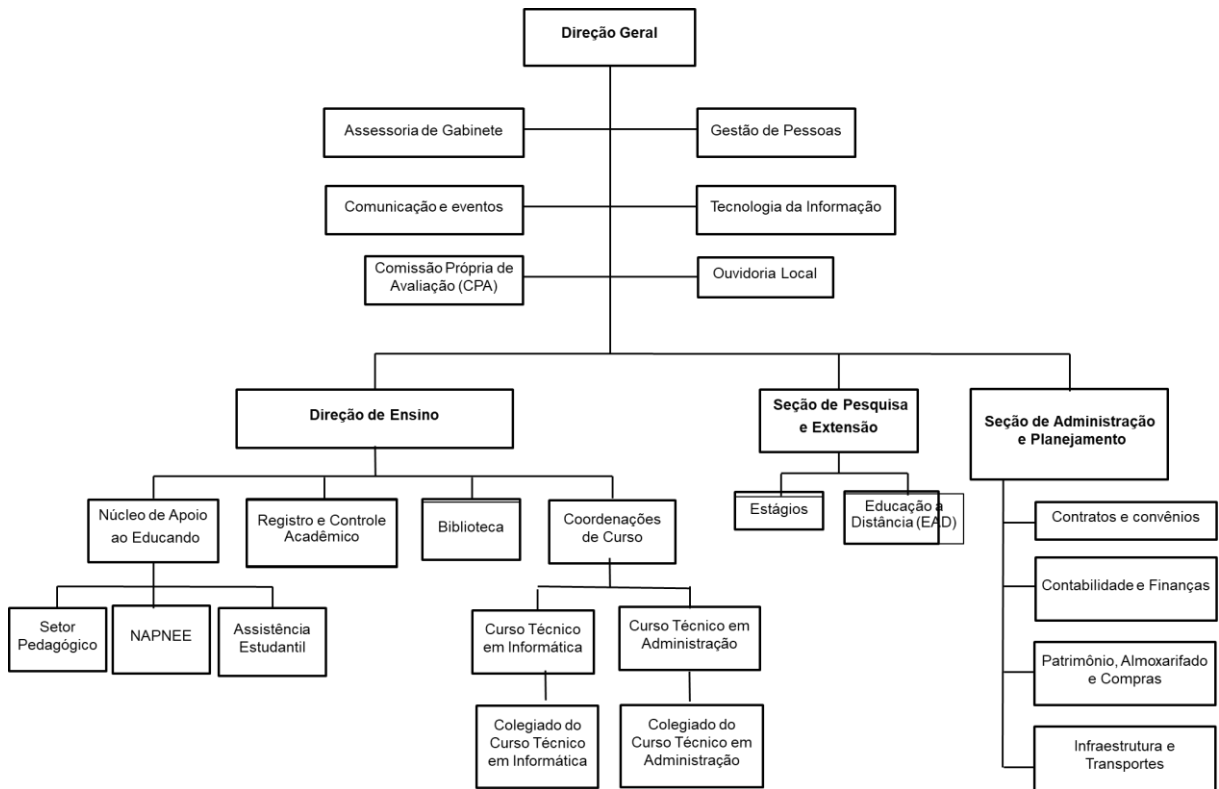 Direção Geral
Assessoria de Gabinete
Gestão de Pessoas
Comunicação e eventos
Tecnologia da Informação
Comissão Própria de
Avaliação (CPA)
Ouvidoria Local
Direção de Ensino
Seção de Pesquisa
e Extensão
Seção de Administração
e Planejamento
Núcleo de Apoio
ao Educando
Registro e Controle
Acadêmico
Biblioteca
Coordenações
de Curso
Estágios
Educação a
Distância (EAD)
Contratos e convênios
Contabilidade e Finanças
Patrimônio, Almoxarifado
e Compras
Infraestrutura e
Transportes
Setor
Pedagógico
NAPNEE
Assistência
Estudantil
Curso Técnico
em Informática
Curso Técnico em
Administração
Colegiado do
Curso Técnico
em Informática
Colegiado do
Curso Técnico em
Administração